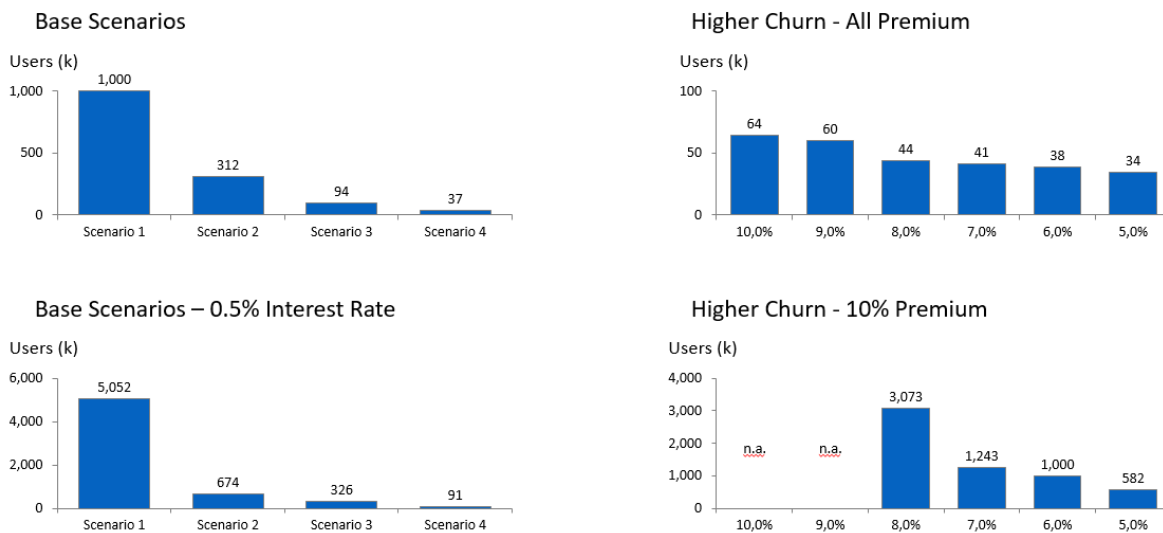 Base Scenarios
Users (k)
1,000
1,000
500
312
94
37
0
Scenario 1 Scenario 2 Scenario 3 Scenario 4
Higher Churn - All Premium
Users (k)
100
64
60
50
44
41
38
34
0
10,0% 9,0% 8,0% 7,0% 6,0% 5,0%
Base Scenarios – 0.5% Interest Rate
Users (k)
6,000
5,052
4,000
2,000
674
326
91
0
Scenario 1 Scenario 2 Scenario 3 Scenario 4
Higher Churn - 10% Premium
Users (k)
4,000
3,073
3,000
2,000
n.a. n.a.
1,243
1,000
1,000
582
0
10,0% 9,0% 8,0% 7,0% 6,0% 5,0%